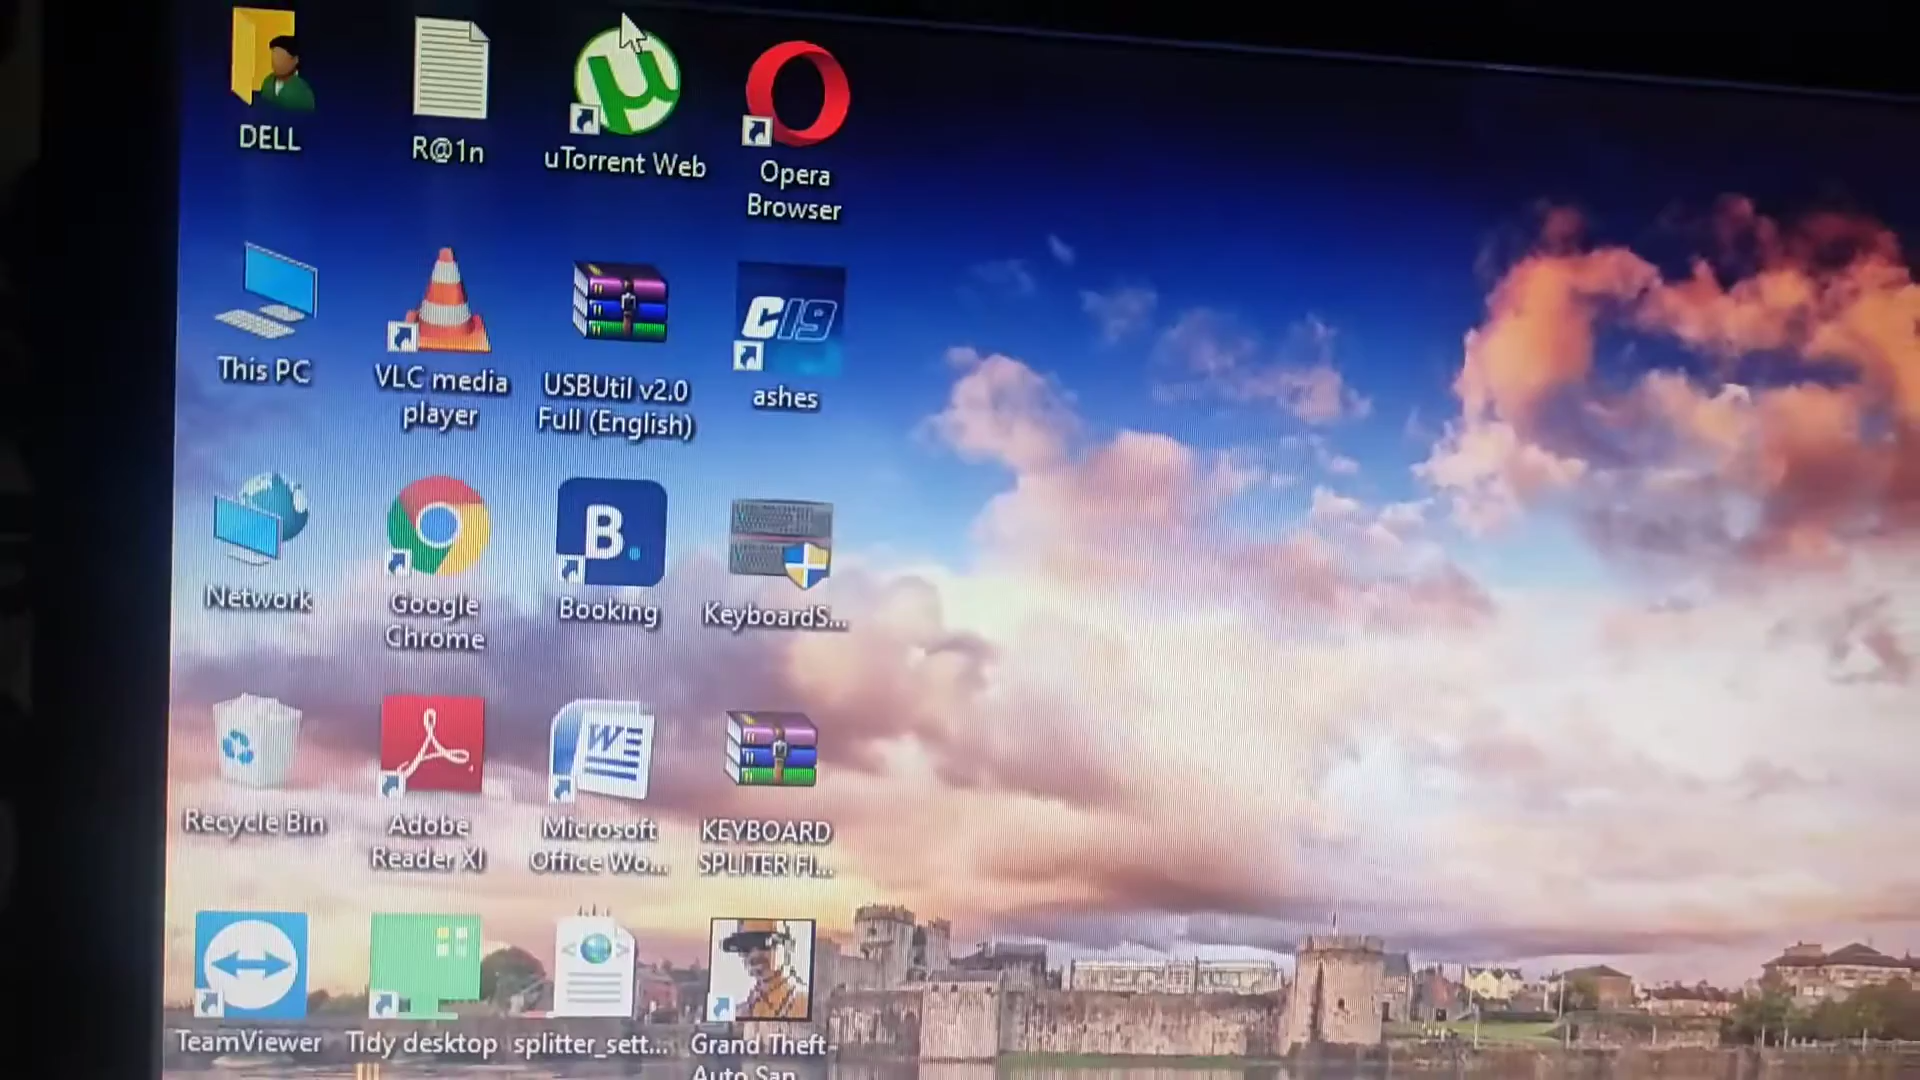 DELL
R@1n
uTorrent Web
Opera
Browser
This PC
VLC media
player
USBUtil v2.0
Full (English)
C19
ashes
Network
Google
Chrome
B.
Booking
KeyboardS...
Recycle Bin
Adobe
Reader XI
W
Microsoft
Office Wo...
KEYBOARD
SPLITER FI...
TeamViewer
Tidy desktop
splitter_sett...
Grand Theft
Auto San